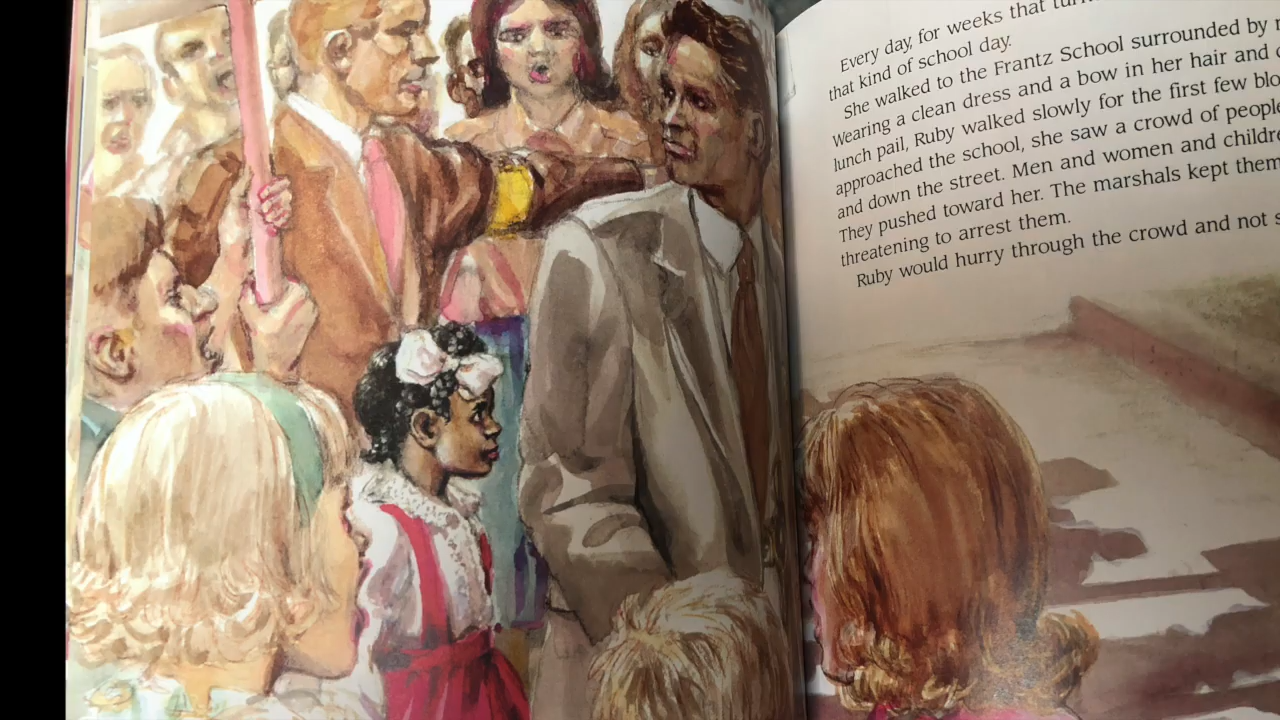 Every day, for weeks that
that kind of school day.
She walked to the Frantz School surrounded by
Wearing a clean dress and a bow in her hair and
lunch pail, Ruby walked slowly for the first few
approached the school, she saw a crowd of people
and down the street. Men and women and
They pushed toward her. The marshals kept them
threatening to arrest them.
Ruby would hurry through the crowd and not